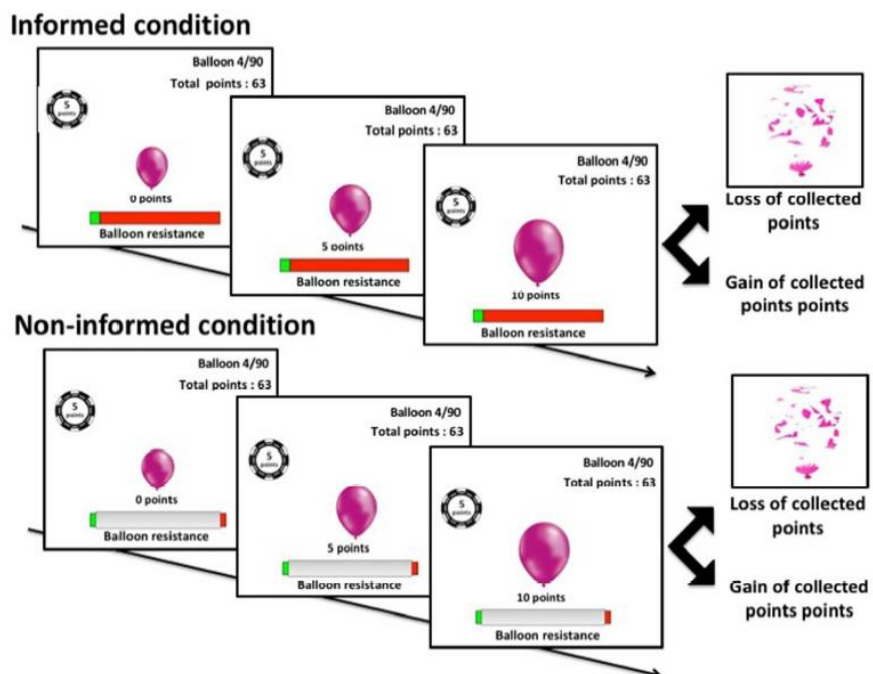 Informed condition
Balloon 4/90
Total points : 63
5
points
0 points
Balloon resistance
Balloon 4/90
Total points : 63
5
points
5 points
Balloon resistance
Balloon 4/90
Total points : 63
5
points
10 points
Balloon resistance
Loss of collected
points
Gain of collected
points points
Non-informed condition
Balloon 4/90
Total points : 63
5
points
0 points
Balloon resistance
Balloon 4/90
Total points : 63
5
points
5 points
Balloon resistance
Balloon 4/90
Total points : 63
5
points
10 points
Balloon resistance
Loss of collected
points
Gain of collected
points points